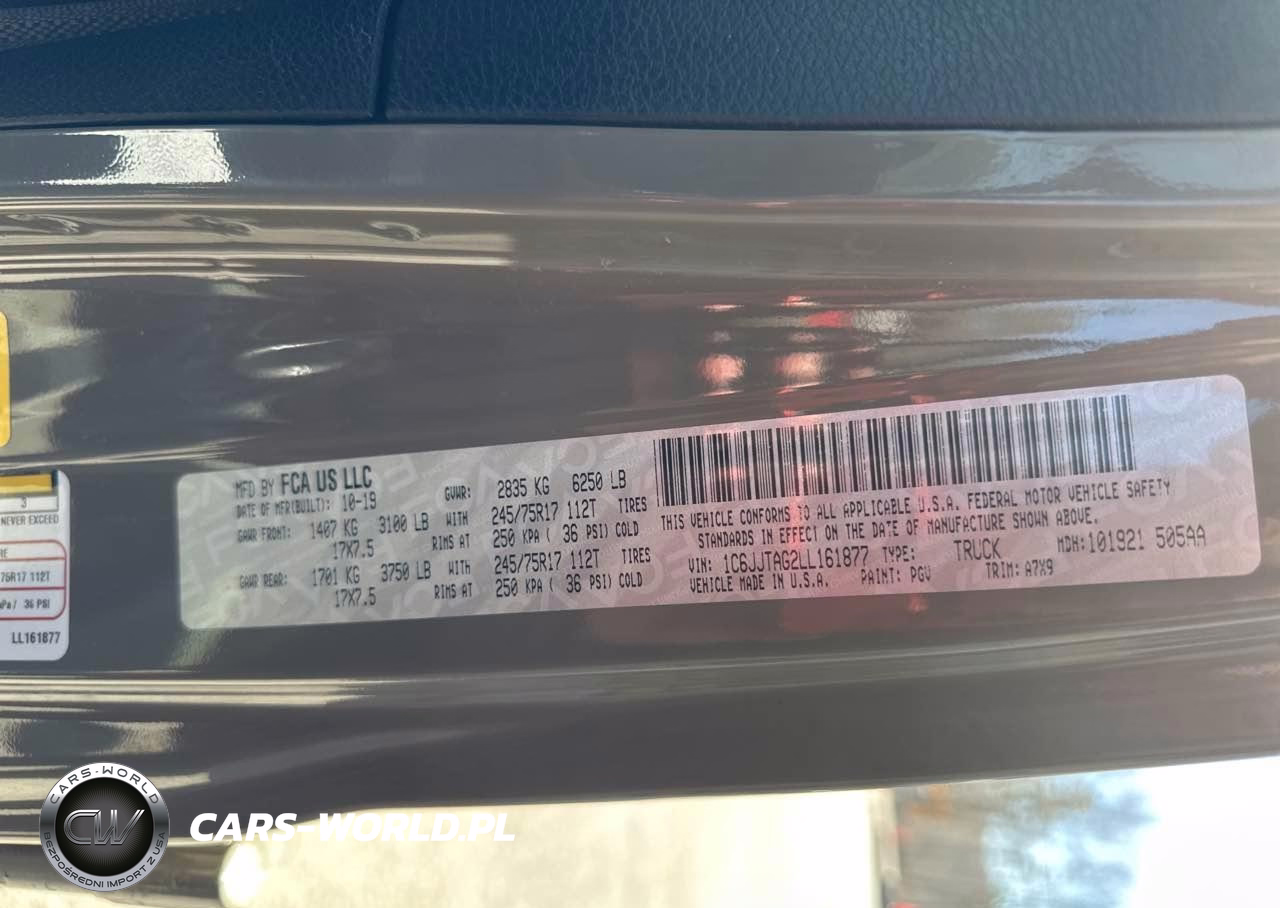 MFD BY FCA US LLC
DATE OF MFR(BUILT): 10-19
GVWR: 2835 KG 6250 LB
GAWR FRONT: 1407 KG 3100 LB WITH 245/75R17 112T TIRES
17X7.5 RIMS AT 250 KPA ( 36 PSI) COLD
GAWR REAR: 1701 KG 3750 LB WITH 245/75R17 112T TIRES
17X7.5 RIMS AT 250 KPA ( 36 PSI) COLD
THIS VEHICLE CONFORMS TO ALL APPLICABLE U.S.A. FEDERAL MOTOR VEHICLE SAFETY
STANDARDS IN EFFECT ON THE DATE OF MANUFACTURE SHOWN ABOVE.
VIN: 1C6JJTAG2LL161877 TYPE: TRUCK MDH: 101921 505AA
VEHICLE MADE IN U.S.A. PAINT: PGV TRIM: A7X9
3
NEVER EXCEED
75R17 112T
36 PSI
LL161877
CARS-WORLD
CW
BEZPOŚREDNI IMPORT Z USA
CARS-WORLD.PL